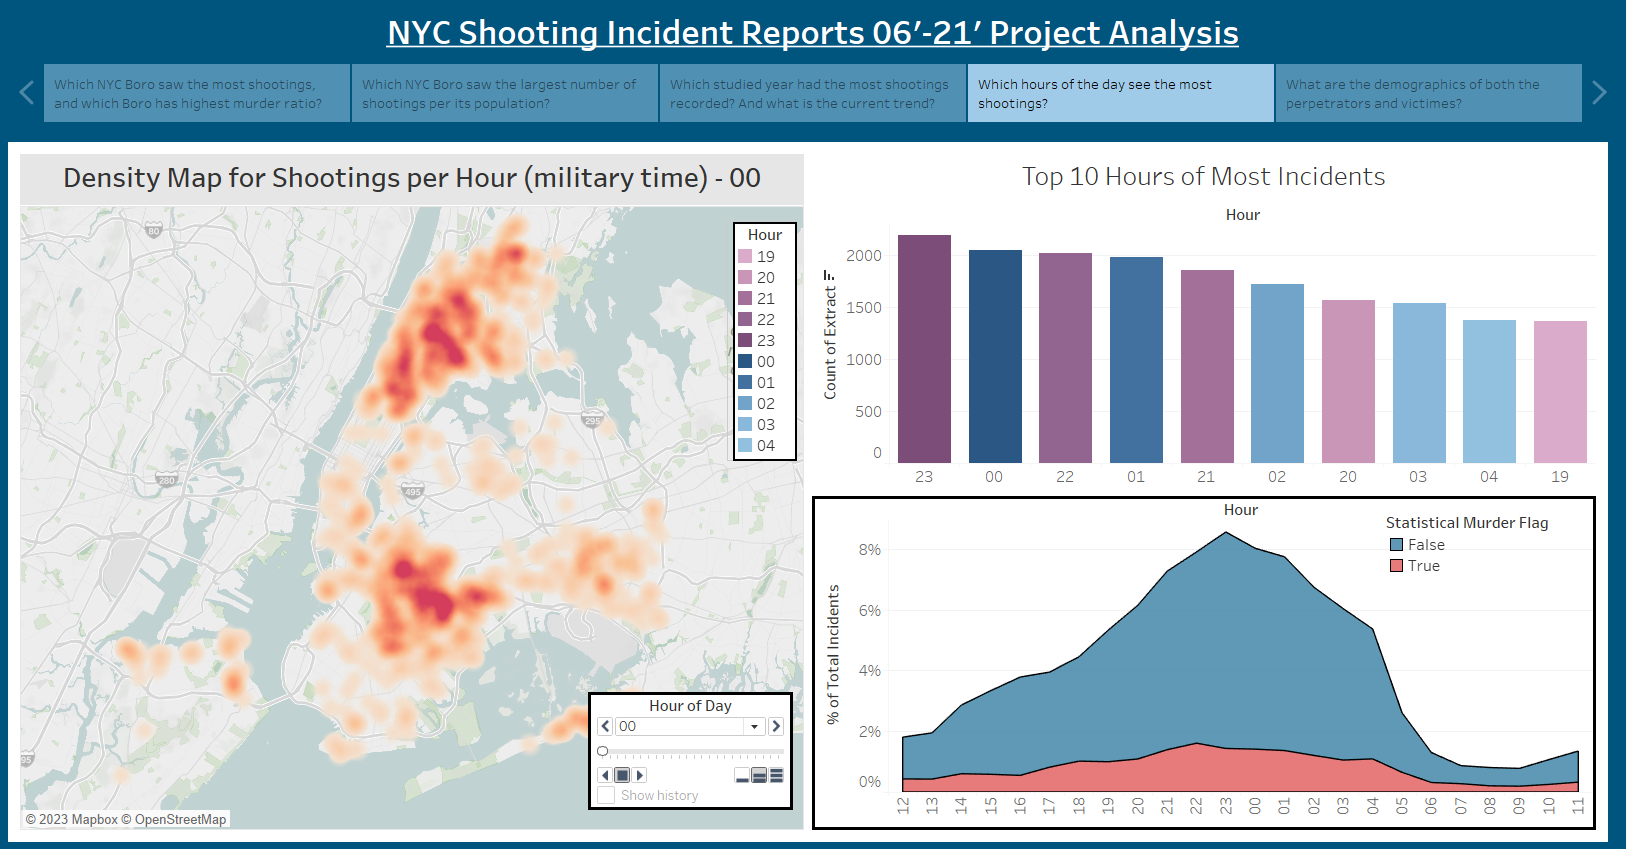 NYC Shooting Incident Reports 06’-21’ Project Analysis
Which NYC Boro saw the most shootings,
and which Boro has highest murder ratio?
Which NYC Boro saw the largest number of
shootings per its population?
Which studied year had the most shootings
recorded? And what is the current trend?
Which hours of the day see the most
shootings?
What are the demographics of both the
perpetrators and victims?
Density Map for Shootings per Hour (military time) - 00
80
280
295
495
95
Hour
19
20
21
22
23
00
01
02
03
04
Hour of Day
00
Show history
© 2023 Mapbox © OpenStreetMap
Top 10 Hours of Most Incidents
Hour
Count of Extract
2000
1500
1000
500
0
23 00 22 01 21 02 20 03 04 19
Hour
Statistical Murder Flag
False
True
% of Total Incidents
8%
6%
4%
2%
0%
12 13 14 15 16 17 18 19 20 21 22 23 00 01 02 03 04 05 06 07 08 09 10 11